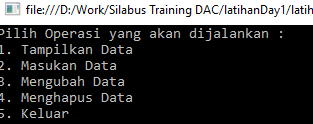 file:///D:/Work/Silabus Training DAC/latihanDay1/latih
Pilih Operasi yang akan dijalankan :
1. Tampilkan Data
2. Masukan Data
3. Mengubah Data
4. Menghapus Data
5. Keluar